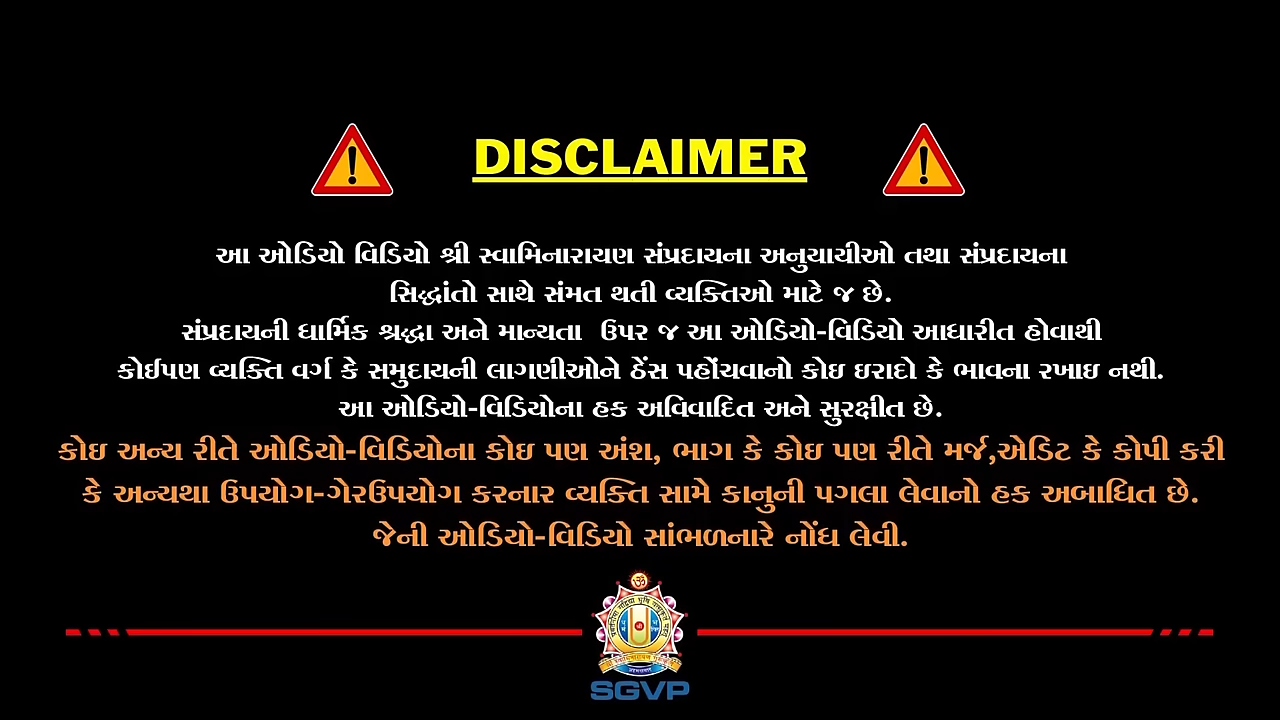 DISCLAIMER
આ ઓડિયો વિડિયો શ્રી સ્વામિનારાયણ સંપ્રદાયના અનુયાયીઓ તથા સંપ્રદાયના
સિદ્ધાંતો સાથે સંમત થતી વ્યક્તિઓ માટે જ છે.
સંપ્રદાયની ધાર્મિક શ્રદ્ધા અને માન્યતા ઉપર જ આ ઓડિયો-વિડિયો આધારીત હોવાથી
કોઈપણ વ્યક્તિ વર્ગ કે સમુદાયની લાગણીઓને ઠેંસ પહોંચવાનો કોઇ ઇરાદો કે ભાવના રખાઇ નથી.
આ ઓડિયો-વિડિયોના હક અવિવાદિત અને સુરક્ષીત છે.
કોઇ અન્ય રીતે ઓડિયો-વિડિયોના કોઇ પણ અંશ, ભાગ કે કોઇ પણ રીતે મર્જ,એડિટ કે કોપી કરી
કે અન્યથા ઉપયોગ-ગેરઉપયોગ કરનાર વ્યક્તિ સામે કાનુની પગલા લેવાનો હક અબાધિત છે.
જેની ઓડિયો-વિડિયો સાંભળનારે નોંધ લેવી.
SGVP